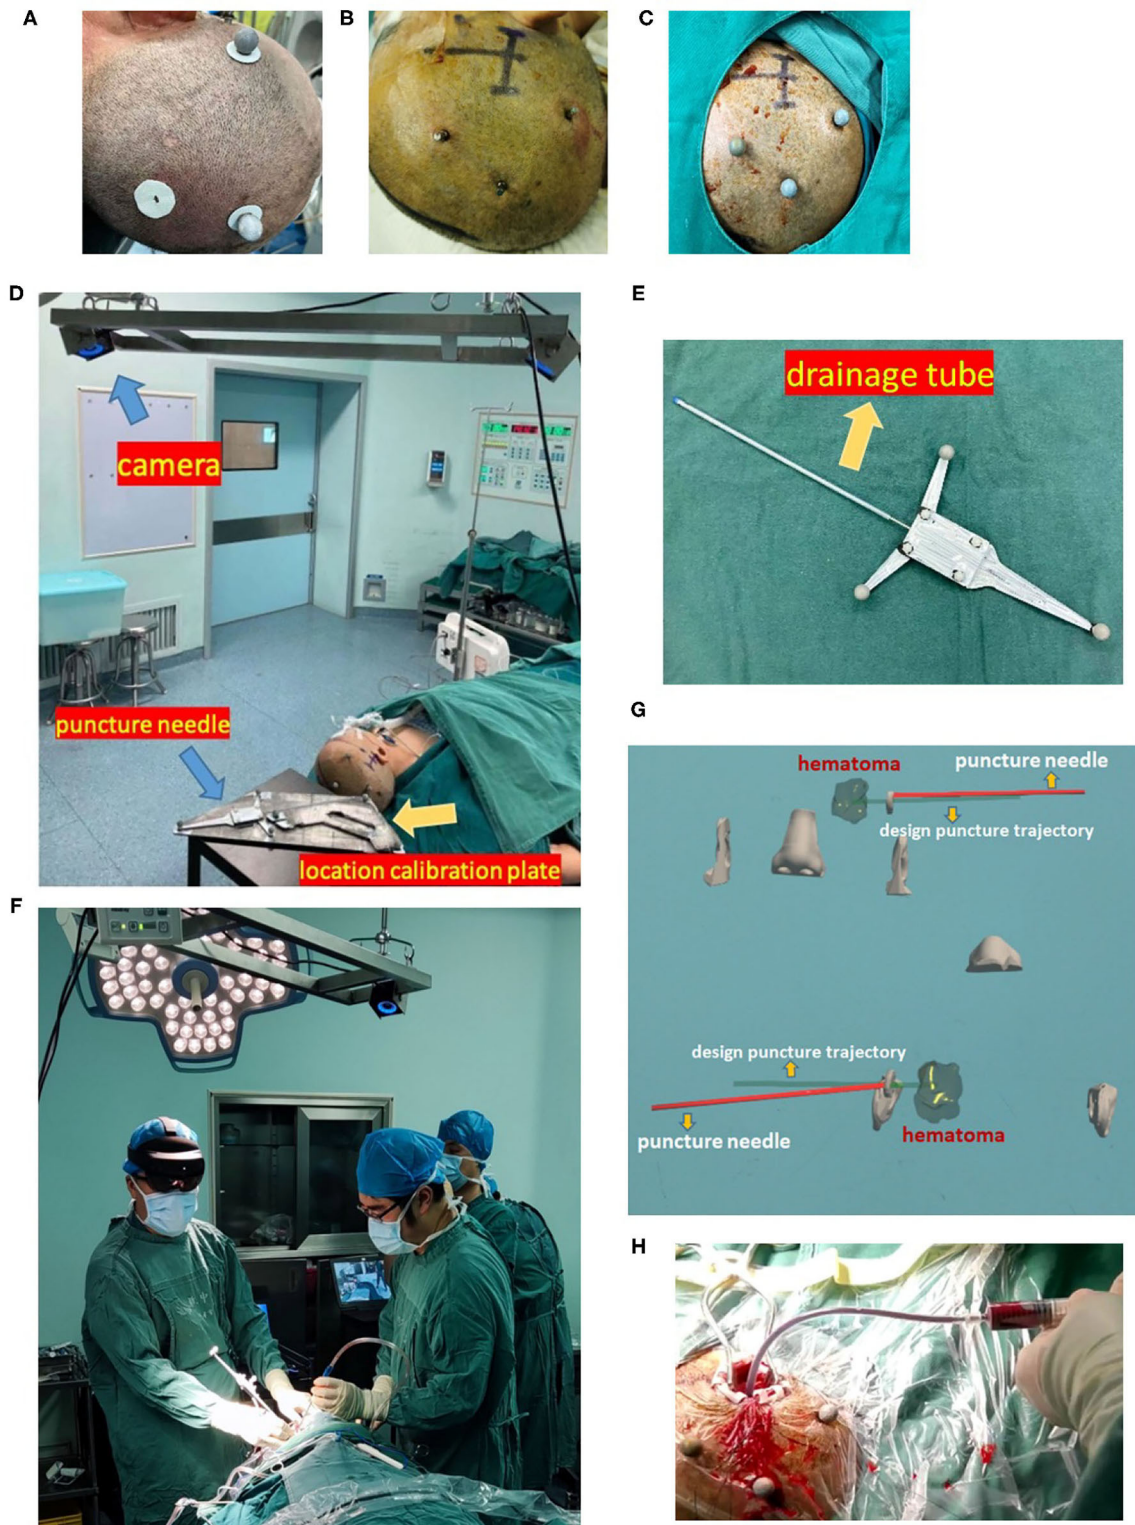 A
B
C
D
camera
puncture needle
location calibration plate
E
drainage tube
F
G
hematoma
puncture needle
design puncture trajectory
design puncture trajectory
puncture needle
hematoma
H